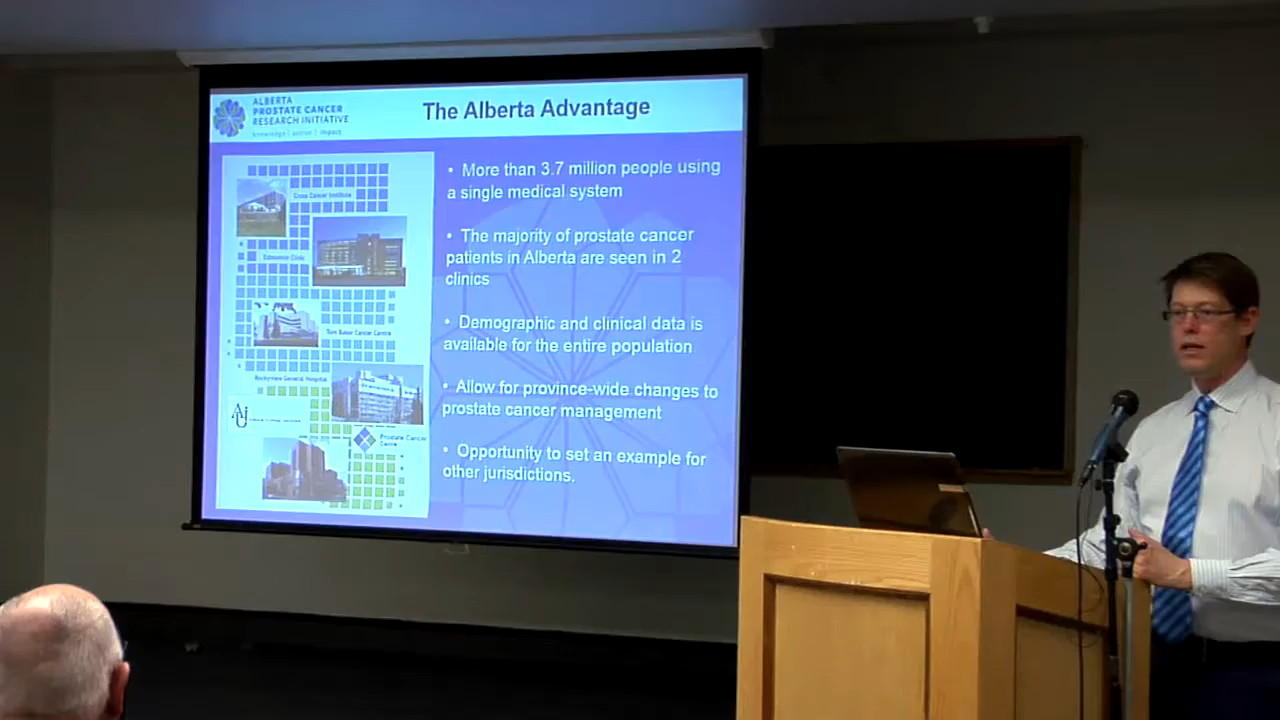 ALBERTA
PROSTATE CANCER
RESEARCH INITIATIVE
knowledge | action | impact
The Alberta Advantage
Cross Cancer Institute
Edmonton Clinic
Tom Baker Cancer Centre
Rockyview General Hospital
AUI
Prostate Cancer
Centre
• More than 3.7 million people using
a single medical system
• The majority of prostate cancer
patients in Alberta are seen in 2
clinics
• Demographic and clinical data is
available for the entire population
• Allow for province-wide changes to
prostate cancer management
• Opportunity to set an example for
other jurisdictions.